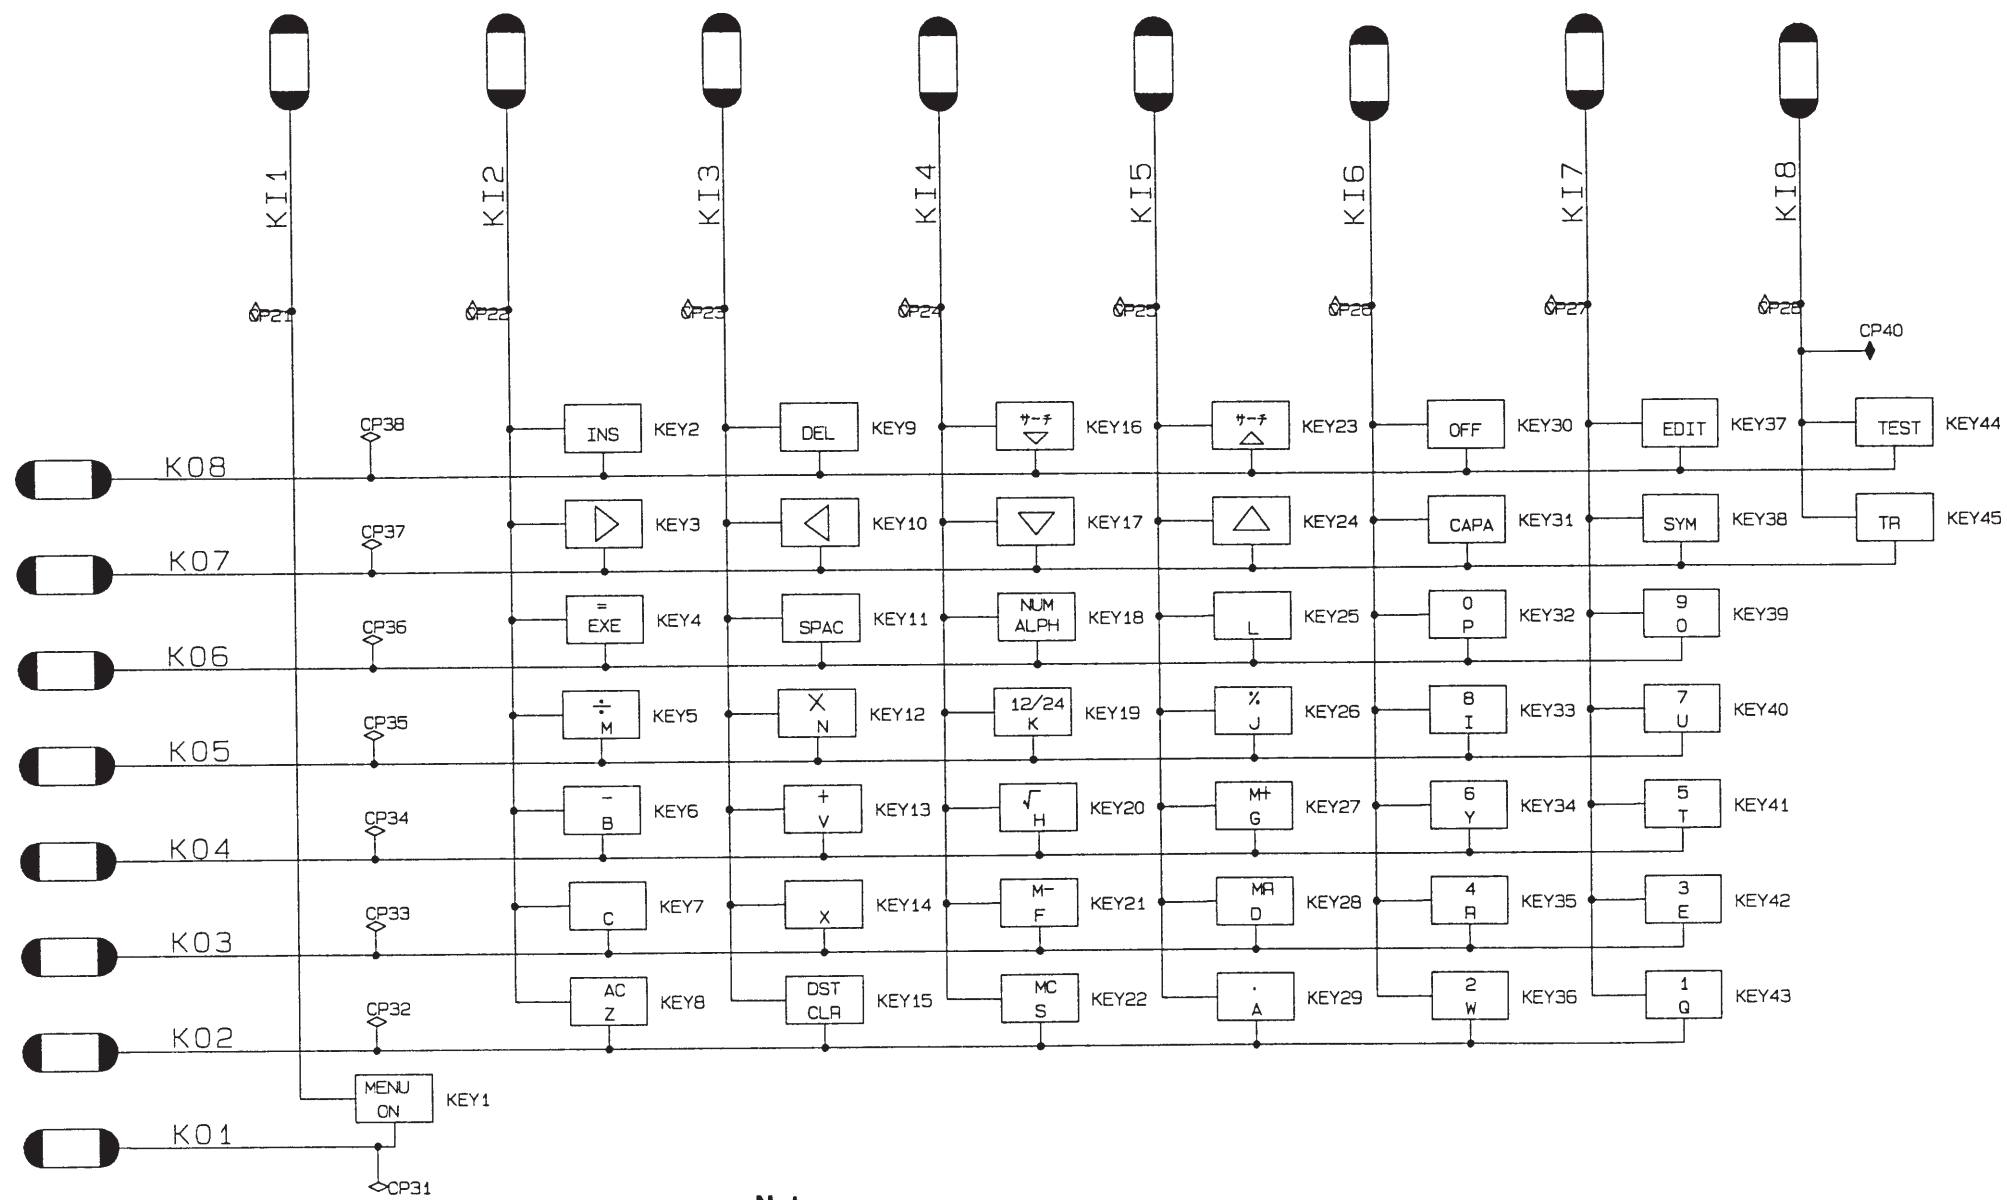 KI1 KI2 KI3 KI4 KI5 KI6 KI7 KI8
CP21 CP22 CP23 CP24 CP25 CP26 CP27 CP28
CP40
CP38
INS KEY2 DEL KEY9 サーチ KEY16 サーチ KEY23 OFF KEY30 EDIT KEY37 TEST KEY44
KO8
CP37
KEY3 KEY10 KEY17 KEY24 CAPA KEY31 SYM KEY38 TR KEY45
KO7
CP36
= EXE KEY4 SPAC KEY11 NUM ALPH KEY18 L KEY25 0 P KEY32 9 O KEY39
KO6
CP35
÷ M KEY5 X N KEY12 12/24 K KEY19 % J KEY26 8 I KEY33 7 U KEY40
KO5
CP34
− B KEY6 + V KEY13 √ H KEY20 M+ G KEY27 6 Y KEY34 5 T KEY41
KO4
CP33
C KEY7 X KEY14 M− F KEY21 MR D KEY28 4 R KEY35 3 E KEY42
KO3
CP32
AC Z KEY8 DST CLR KEY15 MC S KEY22 . A KEY29 2 W KEY36 1 Q KEY43
KO2
MENU ON KEY1
KO1
CP31